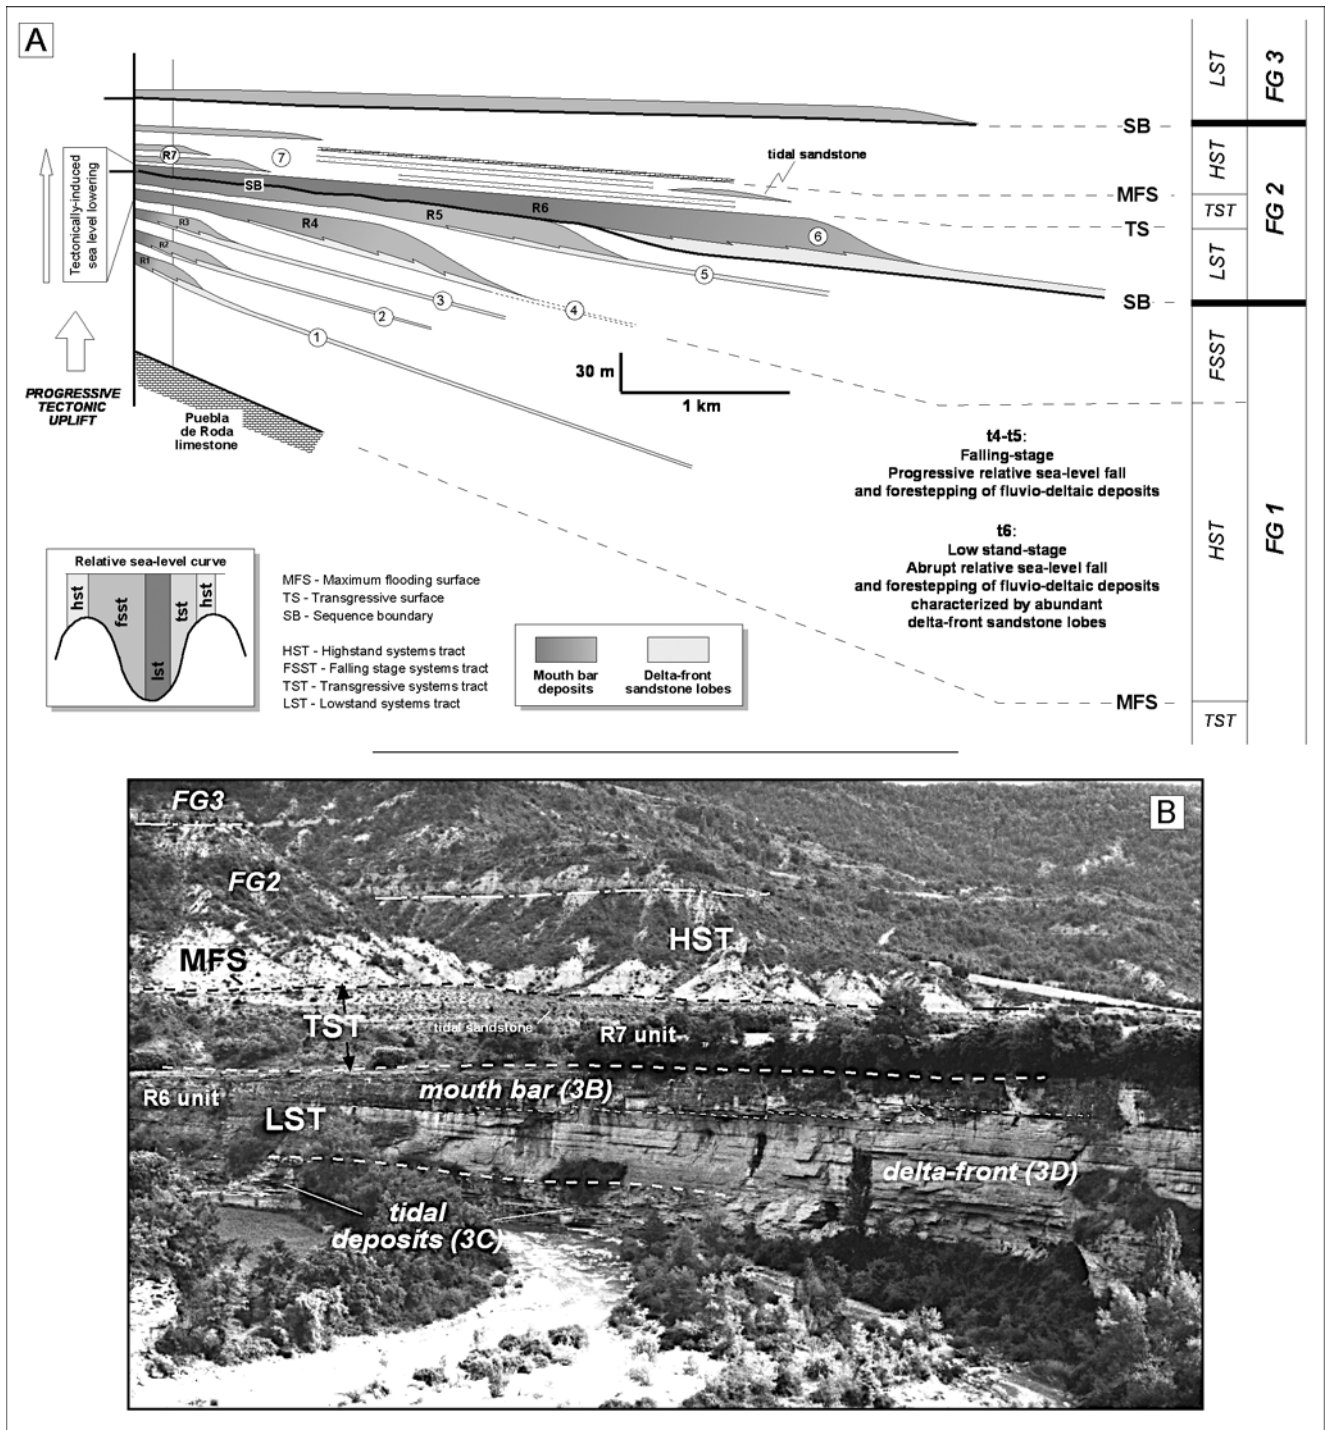 A
LST
FG 3
SB
R7
7
tidal sandstone
HST
Tectonically-induced
sea level lowering
SB
MFS
FG 2
R6
R5
TST
R4
R3
TS
6
R2
LST
R1
5
3
SB
4
2
1
FSST
30 m
1 km
PROGRESSIVE
TECTONIC
UPLIFT
Puebla
de Roda
limestone
t4-t5:
Falling-stage
Progressive relative sea-level fall
and forestepping of fluvio-deltaic deposits
FG 1
HST
t6:
Low stand-stage
Abrupt relative sea-level fall
and forestepping of fluvio-deltaic deposits
characterized by abundant
delta-front sandstone lobes
Relative sea-level curve
hst
fsst
lst
tst
hst
MFS - Maximum flooding surface
TS - Transgressive surface
SB - Sequence boundary
HST - Highstand systems tract
FSST - Falling stage systems tract
TST - Transgressive systems tract
LST - Lowstand systems tract
Mouth bar
deposits
Delta-front
sandstone lobes
MFS
TST
B
FG3
FG2
HST
MFS
TST
tidal sandstone
R7 unit
mouth bar (3B)
R6 unit
LST
delta-front (3D)
tidal
deposits (3C)